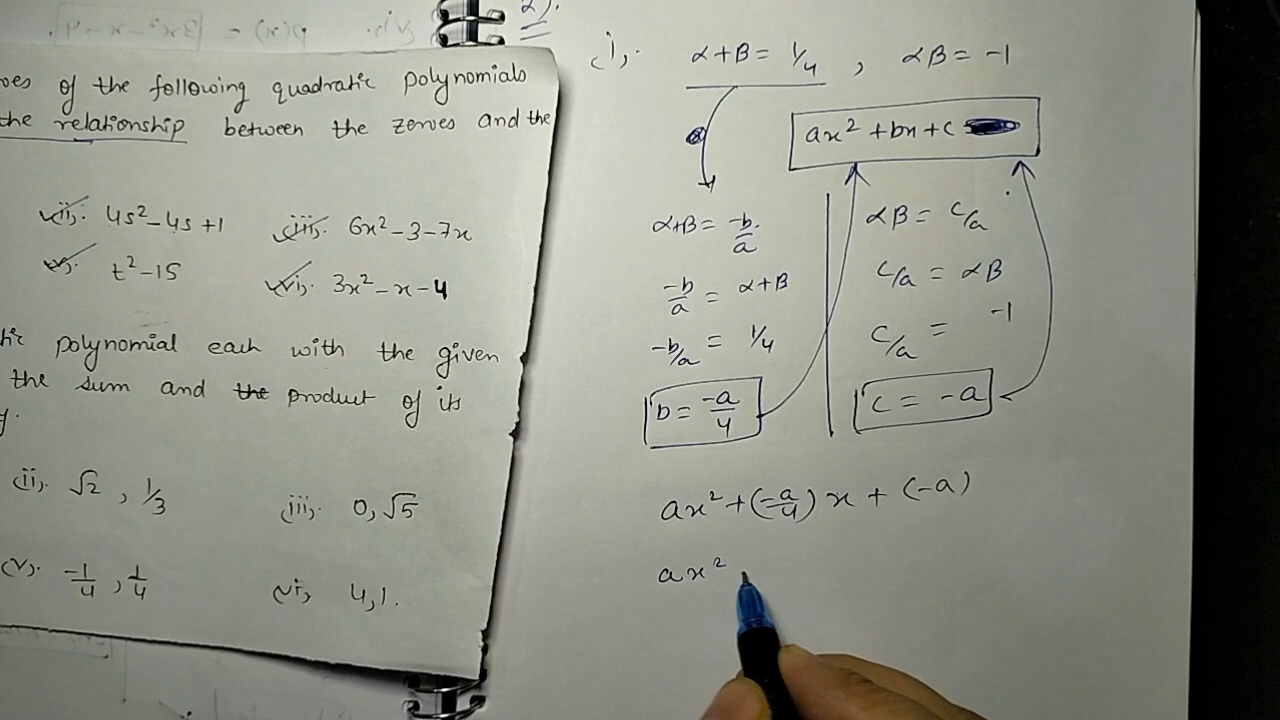 oes of the following quadratic polynomials
the relationship between the zeroes and the
ii). 4s² - 4s + 1 iii). 6x² - 3 - 7x
v). t² - 15 vi). 3x² - x - 4
tic polynomial each with the given
the sum and the product of its
y.
(ii). √2 , 1/3 (iii). 0, √5
(v). -1/4 , 1/4 (vi), 4, 1.
2).
i). α+β = 1/4 , αβ = -1
ax² + bx + c
α+β = -b/a
-b/a = α+β
-b/a = 1/4
b = -a/4
αβ = c/a
c/a = αβ
c/a = -1
c = -a
ax² + (-a/4) x + (-a)
ax²